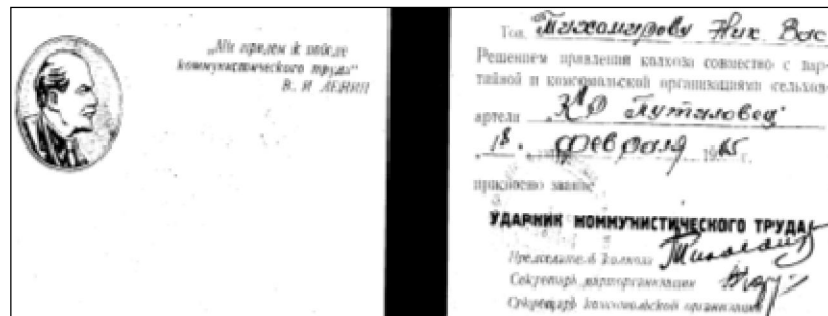 „Мы придем к победе
коммунистического труда“
В. И. ЛЕНИН
Тов. Тихомирову Ник Вас
Решением правления колхоза совместно с пар-
тийной и комсомольской организациями сельхоз-
артели „Кр Путиловец“
„18“ февраля 1965 г.
присвоено звание
УДАРНИК КОММУНИСТИЧЕСКОГО ТРУДА
Председатель колхоза
Секретарь парторганизации
Секретарь комсомольской организации